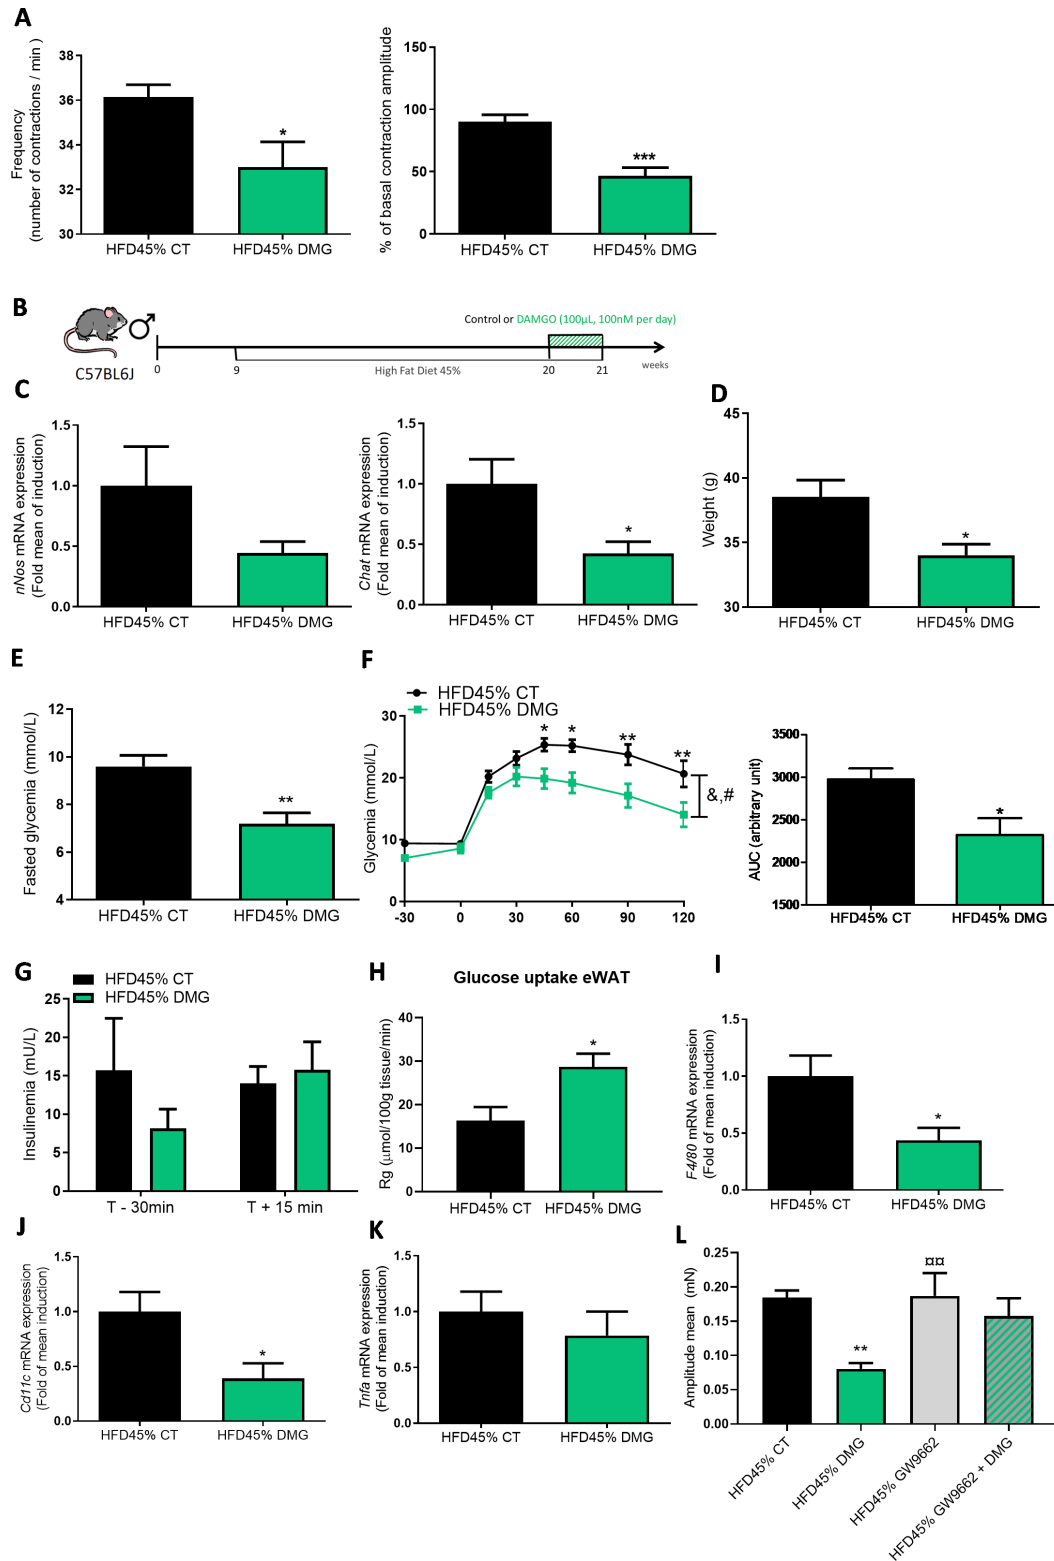 A
Frequency
(number of contractions / min )
38
36
34
32
30
*
HFD45% CT
HFD45% DMG
% of basal contraction amplitude
150
100
50
0
***
HFD45% CT
HFD45% DMG
B
Control or DAMGO (100µL, 100nM per day)
C57BL6J
0
9
High Fat Diet 45%
20
21
weeks
C
nNos mRNA expression
(Fold mean of induction)
1.5
1.0
0.5
0.0
HFD45% CT
HFD45% DMG
Chat mRNA expression
(Fold mean of induction)
1.5
1.0
0.5
0.0
*
HFD45% CT
HFD45% DMG
D
Weight (g)
45
40
35
30
*
HFD45% CT
HFD45% DMG
E
Fasted glycemia (mmol/L)
12
10
8
6
4
**
HFD45% CT
HFD45% DMG
F
HFD45% CT
HFD45% DMG
Glycemia (mmol/L)
30
20
10
0
* * ** **
&,#
-30 0 30 60 90 120
AUC (arbitrary unit)
3500
3000
2500
2000
1500
*
HFD45% CT
HFD45% DMG
G
HFD45% CT
HFD45% DMG
Insulinemia (mU/L)
25
20
15
10
5
0
T - 30min
T + 15 min
H
Glucose uptake eWAT
Rg (µmol/100g tissue/min)
40
30
20
10
0
*
HFD45% CT
HFD45% DMG
I
F4/80 mRNA expression
(Fold of mean induction)
1.5
1.0
0.5
0.0
*
HFD45% CT
HFD45% DMG
J
Cd11c mRNA expression
(Fold of mean induction)
1.5
1.0
0.5
0.0
*
HFD45% CT
HFD45% DMG
K
Tnfa mRNA expression
(Fold of mean induction)
1.5
1.0
0.5
0.0
HFD45% CT
HFD45% DMG
L
Amplitude mean (mN)
0.25
0.20
0.15
0.10
0.05
0.00
**
¤¤
HFD45% CT
HFD45% DMG
HFD45% GW9662
HFD45% GW9662 + DMG